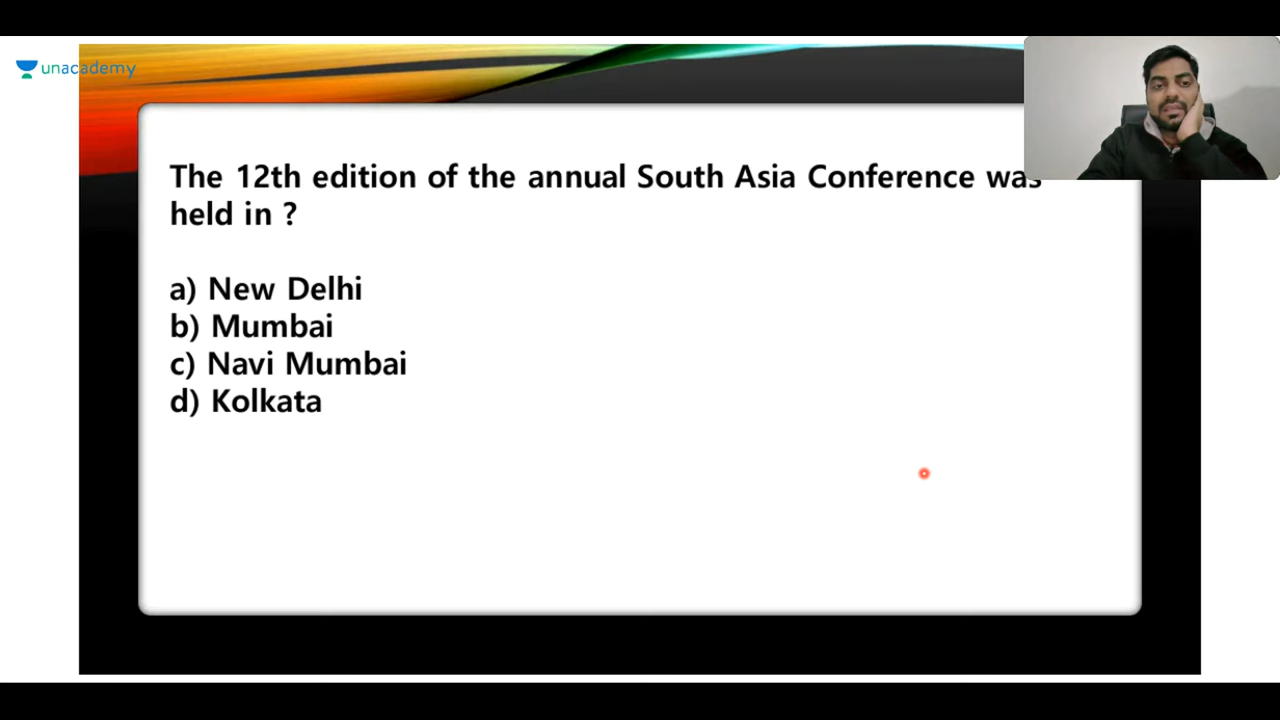 unacademy
The 12th edition of the annual South Asia Conference was
held in ?
a) New Delhi
b) Mumbai
c) Navi Mumbai
d) Kolkata